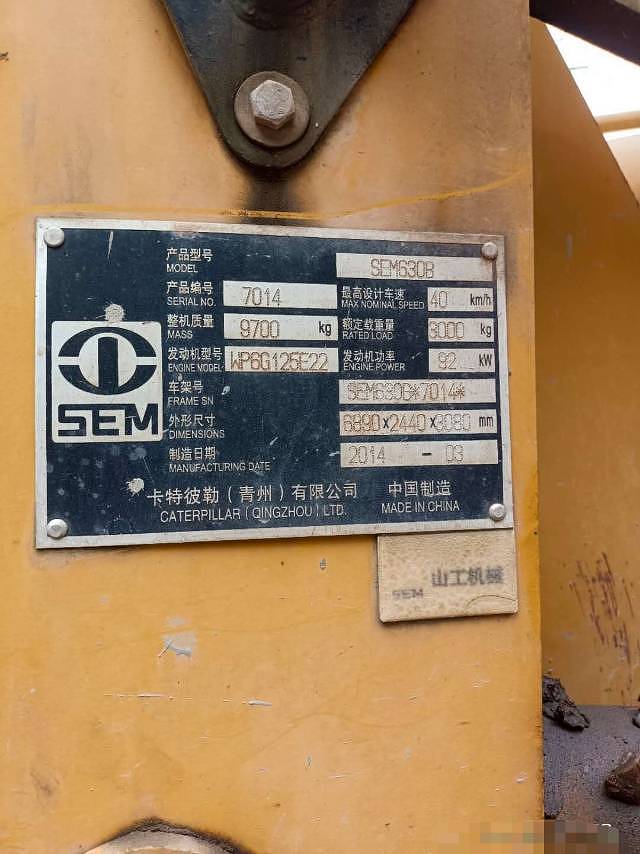 产品型号 SEM630B
MODEL
产品编号 7014 最高设计车速 40 km/h
SERIAL NO. MAX NOMINAL SPEED
整机质量 9700 kg 额定载重量 3000 kg
MASS RATED LOAD
发动机型号 WP6G125E22 发动机功率 92 kW
ENGINE MODEL ENGINE POWER
车架号 SEM630B*7014*
FRAME SN
外形尺寸 6890×2440×3080 mm
DIMENSIONS
制造日期 2014 - 03
MANUFACTURING DATE
SEM
卡特彼勒(青州)有限公司 中国制造
CATERPILLAR (QINGZHOU) LTD. MADE IN CHINA
SEM 山工机械